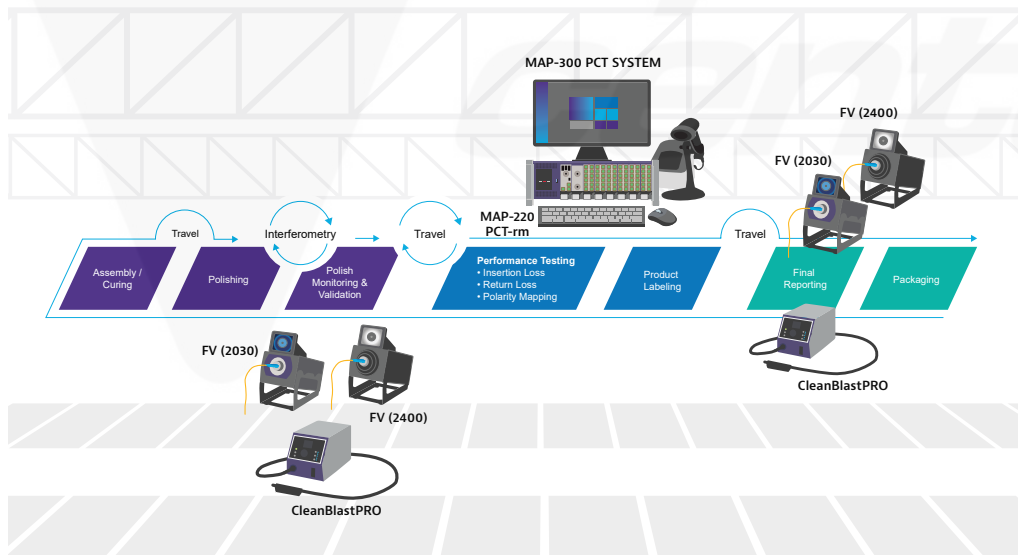 MAP-300 PCT SYSTEM
FV (2400)
FV (2030)
MAP-220
PCT-rm
Travel
Interferometry
Travel
Travel
Assembly /
Curing
Polishing
Polish
Monitoring &
Validation
Performance Testing
• Insertion Loss
• Return Loss
• Polarity Mapping
Product
Labeling
Final
Reporting
Packaging
FV (2030)
FV (2400)
CleanBlastPRO
CleanBlastPRO